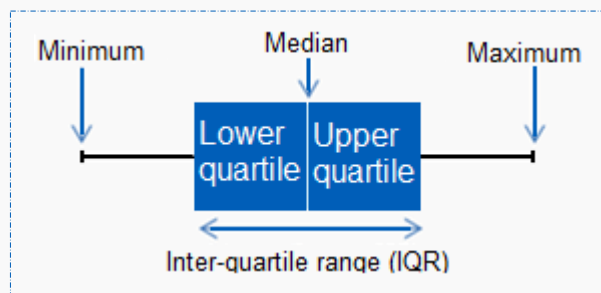 Minimum
Median
Maximum
Lower
quartile
Upper
quartile
Inter-quartile range (IQR)